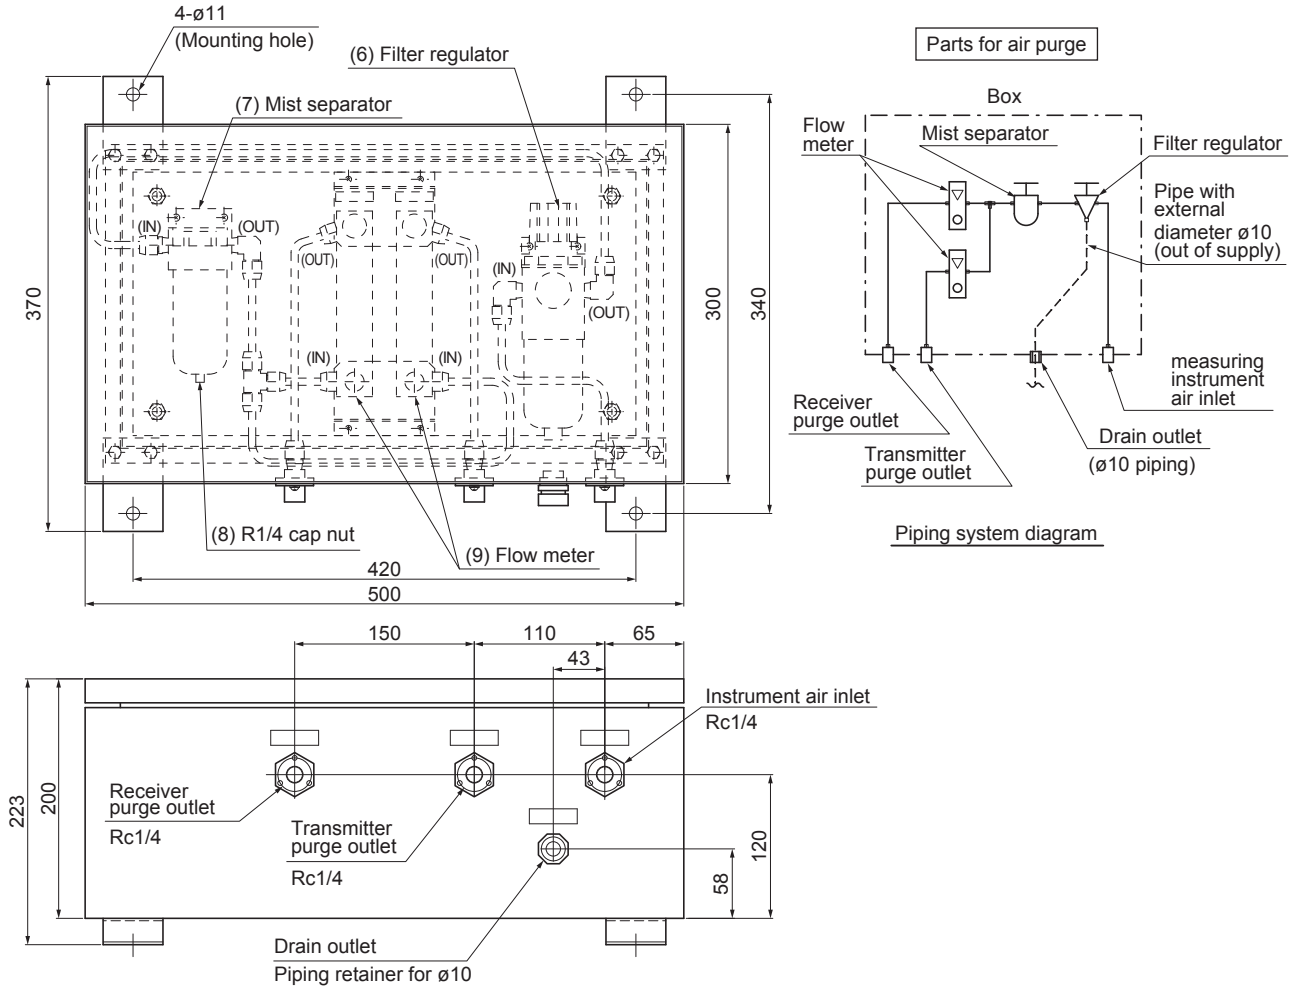 4-ø11
(Mounting hole)
(6) Filter regulator
(7) Mist separator
(IN)
(OUT)
(OUT)
(OUT)
(IN)
(OUT)
(IN)
(IN)
370
300
340
(8) R1/4 cap nut
(9) Flow meter
420
500
Parts for air purge
Box
Flow
meter
Mist separator
Filter regulator
Pipe with
external
diameter ø10
(out of supply)
measuring
instrument
air inlet
Receiver
purge outlet
Transmitter
purge outlet
Drain outlet
(ø10 piping)
Piping system diagram
150
110
65
43
Instrument air inlet
Rc1/4
223
200
Receiver
purge outlet
Rc1/4
Transmitter
purge outlet
Rc1/4
58
120
Drain outlet
Piping retainer for ø10